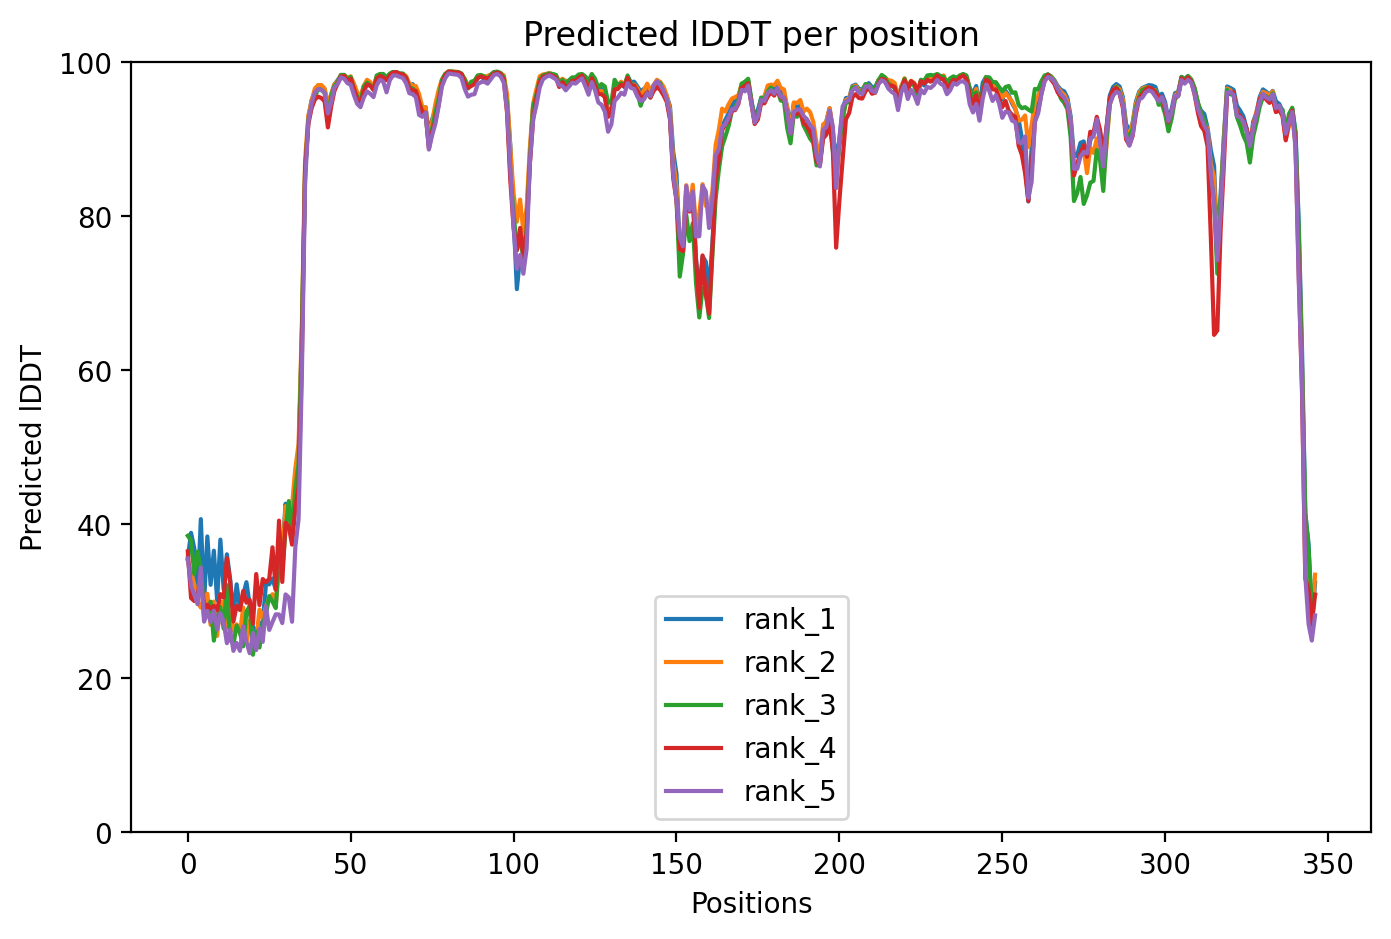 Predicted lDDT per position
100
80
60
40
20
0
Predicted lDDT
0 50 100 150 200 250 300 350
Positions
rank_1
rank_2
rank_3
rank_4
rank_5